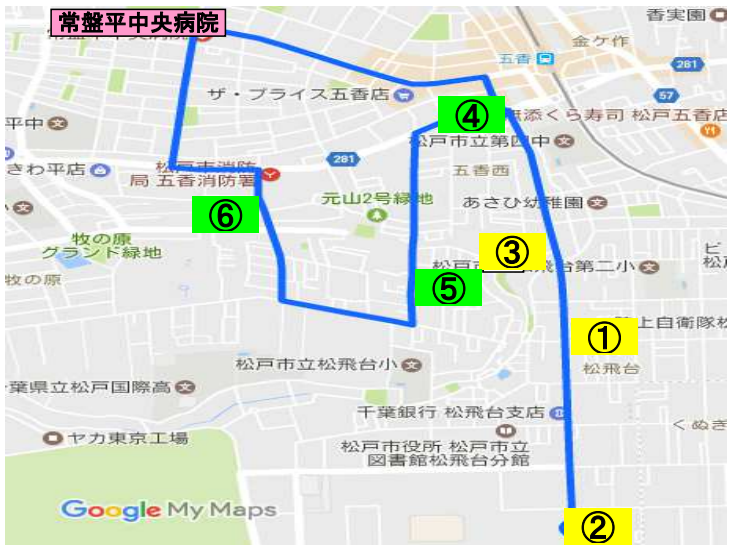 常盤平中央病院
香実園
五香
金ケ作
281
57
ザ・プライス五香店
④
無添くら寿司 松戸五香店
平中
松戸市立第四中
さわ平店
松戸市消防
局 五香消防署
281
五香西
元山2号緑地
あさひ幼稚園
⑥
牧の原
グランド緑地
③
第二小
牧の原
⑤
①
上自衛隊松
松飛台
松戸市立松飛台小
千葉県立松戸国際高
千葉銀行 松飛台支店
くぬぎ
ヤカ東京工場
松戸市役所 松戸市立
図書館松飛台分館
Google My Maps
②